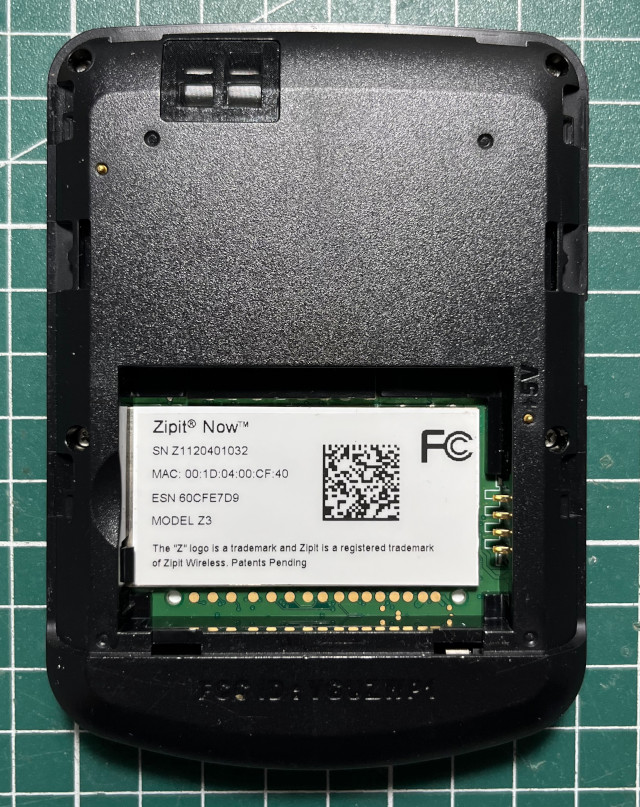 A5V
Zipit® Now™
FC
SN Z1120401032
MAC: 00:1D:04:00:CF:40
ESN 60CFE7D9
MODEL Z3
The "Z" logo is a trademark and Zipit is a registered trademark
of Zipit Wireless. Patents Pending
FCC ID: